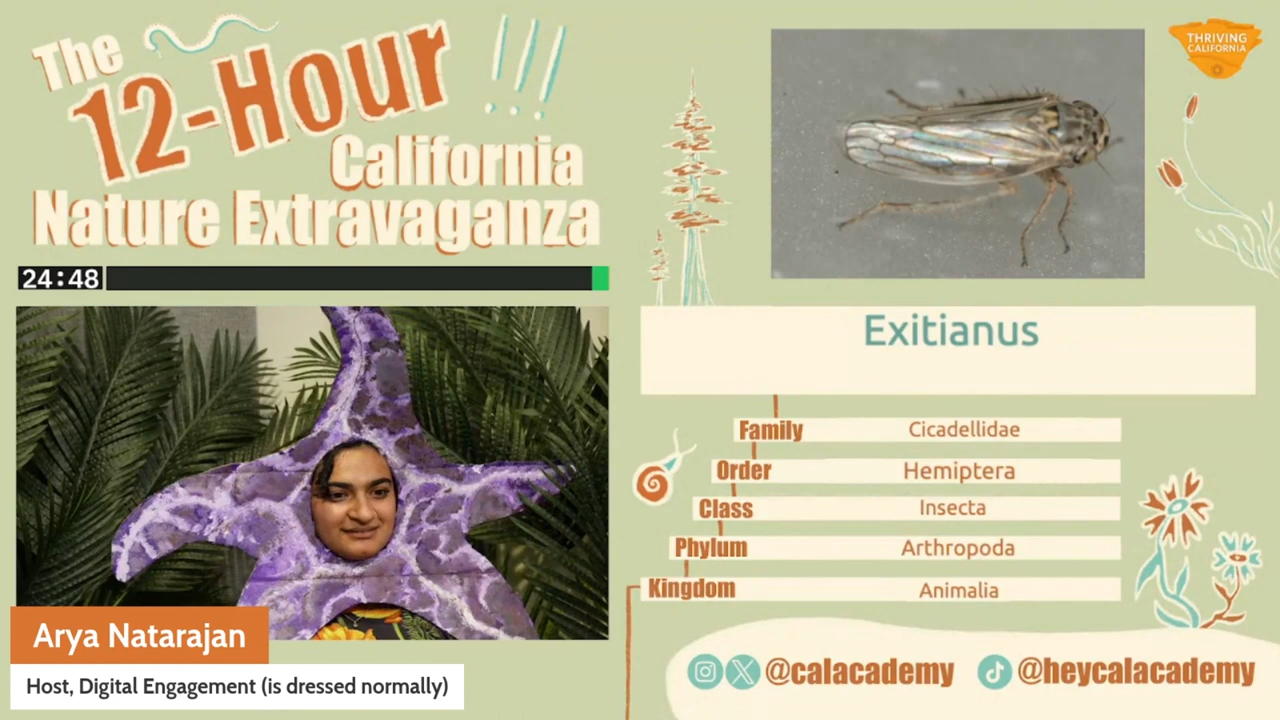 The
12-Hour
!!!
California
Nature Extravaganza
24:48
Arya Natarajan
Host, Digital Engagement (is dressed normally)
THRIVING
CALIFORNIA
Exitianus
Family Cicadellidae
Order Hemiptera
Class Insecta
Phylum Arthropoda
Kingdom Animalia
@calacademy @heycalacademy